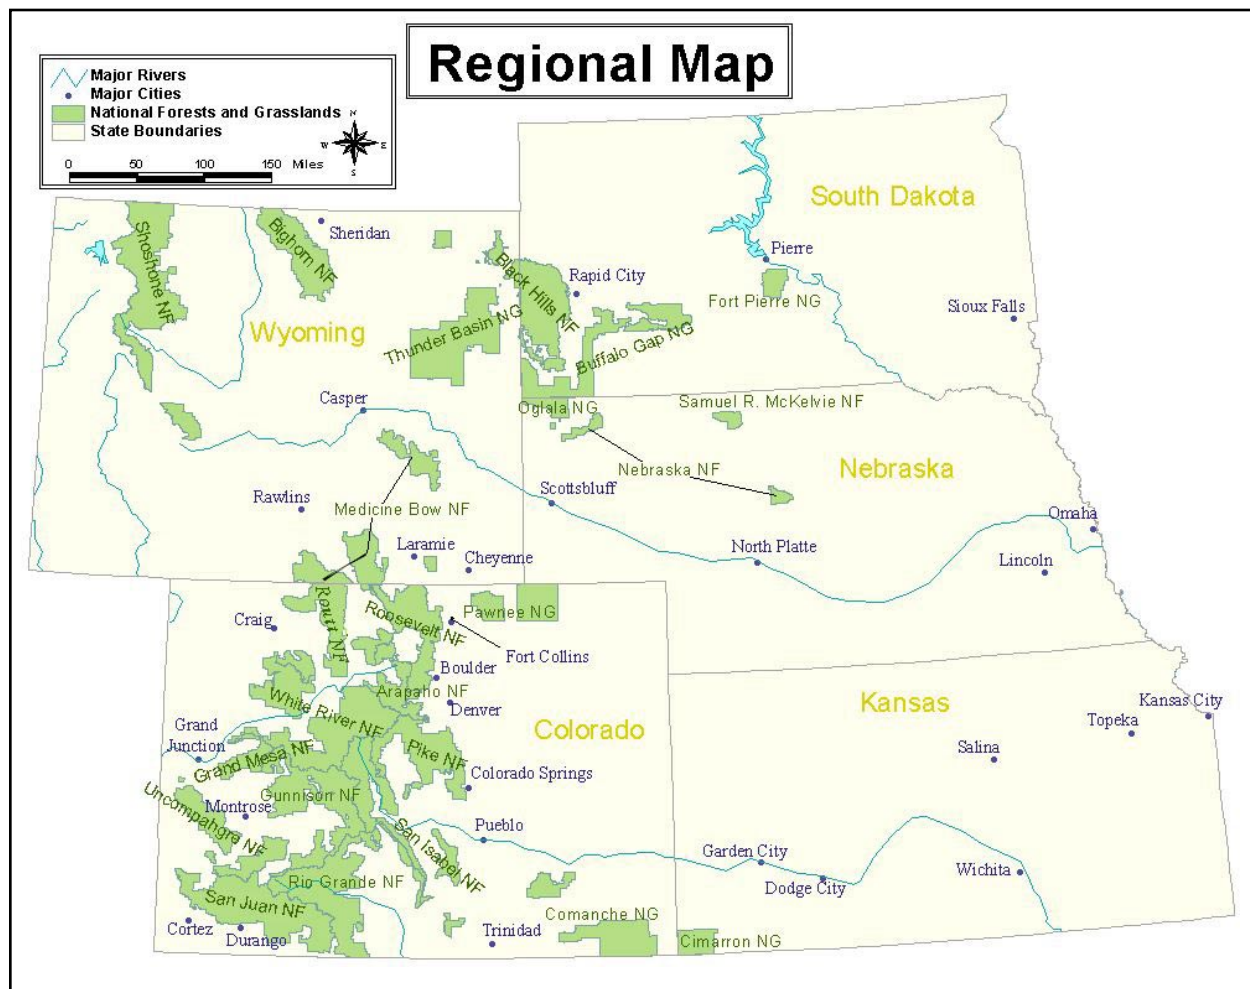 Regional Map
Major Rivers
Major Cities
National Forests and Grasslands
State Boundaries
N
W E
S
0 50 100 150 Miles
South Dakota
Shoshone NF
Bighorn NF
Sheridan
Pierre
Black Hills NF
Rapid City
Fort Pierre NG
Sioux Falls
Wyoming
Thunder Basin NG
Buffalo Gap NG
Casper
Oglala NG
Samuel R. McKelvie NF
Nebraska NF
Nebraska
Rawlins
Medicine Bow NF
Scottsbluff
Omaha
Laramie
Cheyenne
North Platte
Lincoln
Routt NF
Roosevelt NF
Pawnee NG
Craig
Fort Collins
Boulder
Arapaho NF
Denver
White River NF
Kansas
Kansas City
Topeka
Grand
Junction
Colorado
Grand Mesa NF
Pike NF
Salina
Colorado Springs
Uncompahgre NF
Montrose
Gunnison NF
San Isabel NF
Pueblo
Garden City
Dodge City
Wichita
Rio Grande NF
San Juan NF
Comanche NG
Cortez
Durango
Trinidad
Cimarron NG